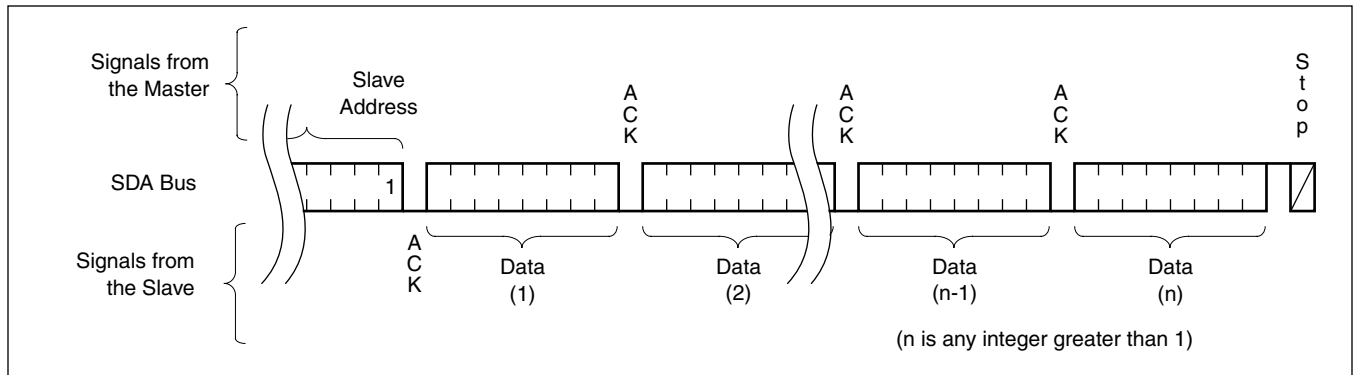 Signals from
the Master
Slave
Address
A
C
K
A
C
K
A
C
K
S
t
o
p
SDA Bus
1
Signals from
the Slave
A
C
K
Data
(1)
Data
(2)
Data
(n-1)
Data
(n)
(n is any integer greater than 1)